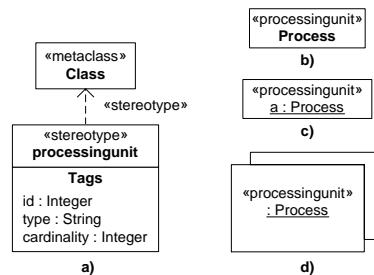 «metaclass»
Class
«stereotype»
«stereotype»
processingunit
Tags
id : Integer
type : String
cardinality : Integer
a)
«processingunit»
Process
b)
«processingunit»
a : Process
c)
«processingunit»
: Process
d)